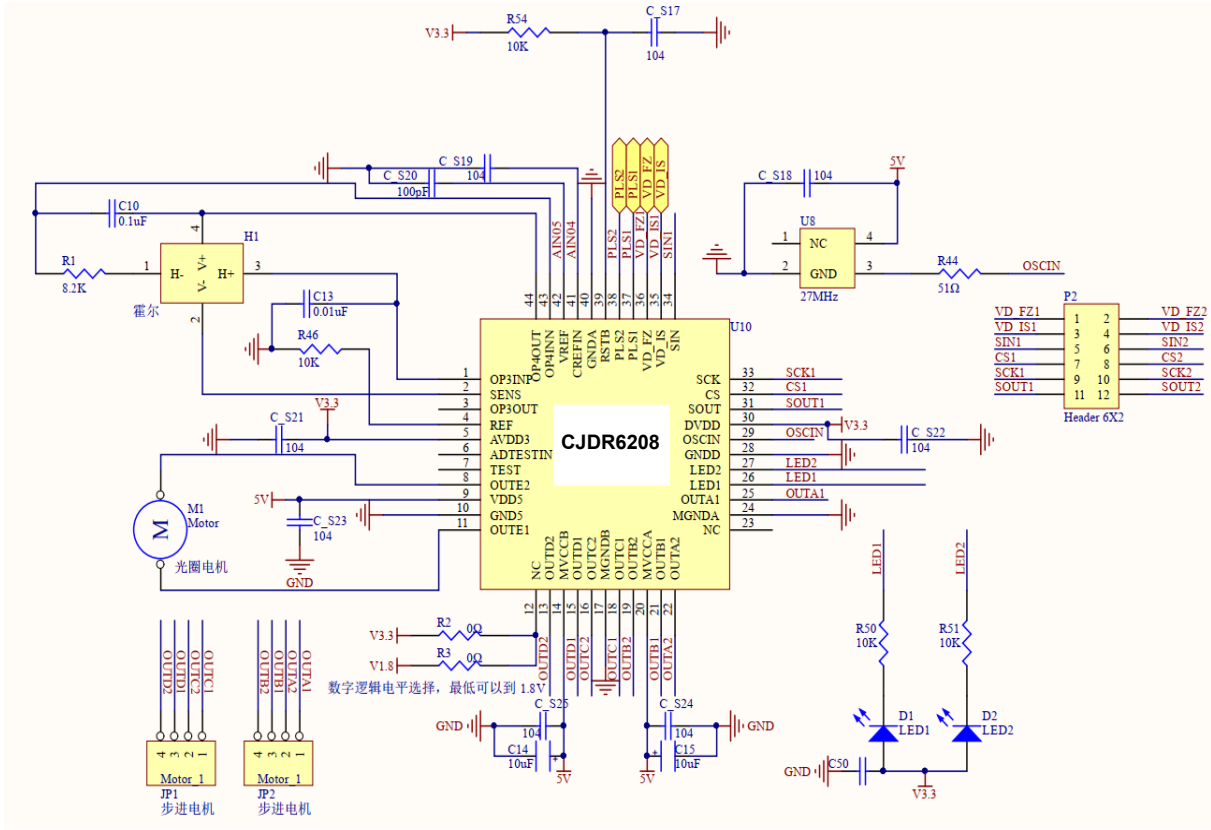 V3.3
R54
10K
C_S17
104
C_S19
104
C_S20
100pF
PLS2
PLS1
VD_FZ
VD_IS
5V
C_S18
104
C10
0.1uF
AIN05
AIN04
PLS2
PLS1
VD_FZ1
VD_IS1
SIN1
U8
1
NC
4
2
GND
3
27MHz
R44
51Ω
OSCIN
H1
4
V+
R1
8.2K
1
H-
H+
3
V-
2
霍尔
C13
0.01uF
R46
10K
44
43
42
41
40
39
38
37
36
35
34
OP4OUT
OP4INN
VREF
CREFIN
GNDA
RSTB
PLS2
PLS1
VD_FZ
VD_IS
SIN
U10
P2
VD_FZ1
1
2
VD_FZ2
VD_IS1
3
4
VD_IS2
SIN1
5
6
SIN2
CS1
7
8
CS2
SCK1
9
10
SCK2
SOUT1
11
12
SOUT2
Header 6X2
1
OP3INP
2
SENS
3
OP3OUT
4
REF
5
AVDD3
6
ADTESTIN
7
TEST
8
OUTE2
9
VDD5
10
GND5
11
OUTE1
CJDR6208
SCK
33
SCK1
CS
32
CS1
SOUT
31
SOUT1
DVDD
30
V3.3
OSCIN
29
OSCIN
GNDD
28
LED2
27
LED2
LED1
26
LED1
OUTA1
25
OUTA1
MGNDA
24
NC
23
C_S22
104
V3.3
C_S21
104
5V
C_S23
104
GND
M
M1
Motor
光圈电机
NC
OUTD2
MVCCB
OUTD1
OUTC2
MGNDB
OUTC1
OUTB2
MVCCA
OUTB1
OUTA2
12
13
14
15
16
17
18
19
20
21
22
V3.3
R2
0Ω
V1.8
R3
0Ω
数字逻辑电平选择，最低可以到 1.8V
OUTD2
OUTD1
OUTC2
OUTC1
OUTB2
OUTB1
OUTA2
C_S25
104
GND
C14
10uF
+
5V
C_S24
104
GND
C15
10uF
+
5V
OUTD2
OUTD1
OUTC2
OUTC1
4
3
2
1
Motor_1
JP1
步进电机
OUTB2
OUTB1
OUTA2
OUTA1
4
3
2
1
Motor_1
JP2
步进电机
LED1
LED2
R50
10K
R51
10K
D1
LED1
D2
LED2
GND
C50
V3.3